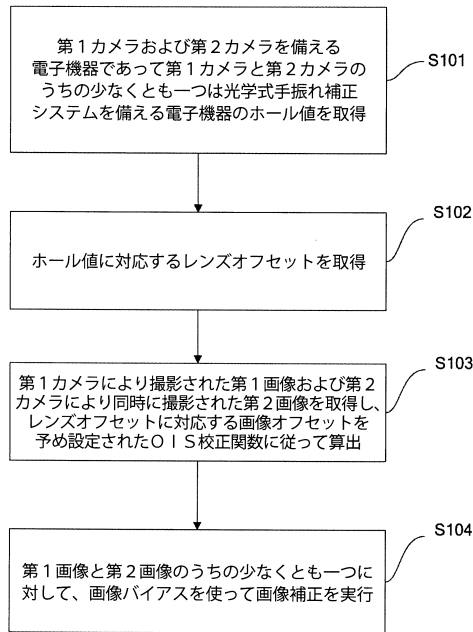 第1カメラおよび第2カメラを備える
電子機器であって第1カメラと第2カメラの
うちの少なくとも一つは光学式手振れ補正
システムを備える電子機器のホール値を取得
S101
ホール値に対応するレンズオフセットを取得
S102
第1カメラにより撮影された第1画像および第2
カメラにより同時に撮影された第2画像を取得し、
レンズオフセットに対応する画像オフセットを
予め設定されたOIS校正関数に従って算出
S103
第1画像と第2画像のうちの少なくとも一つに
対して、画像バイアスを使って画像補正を実行
S104